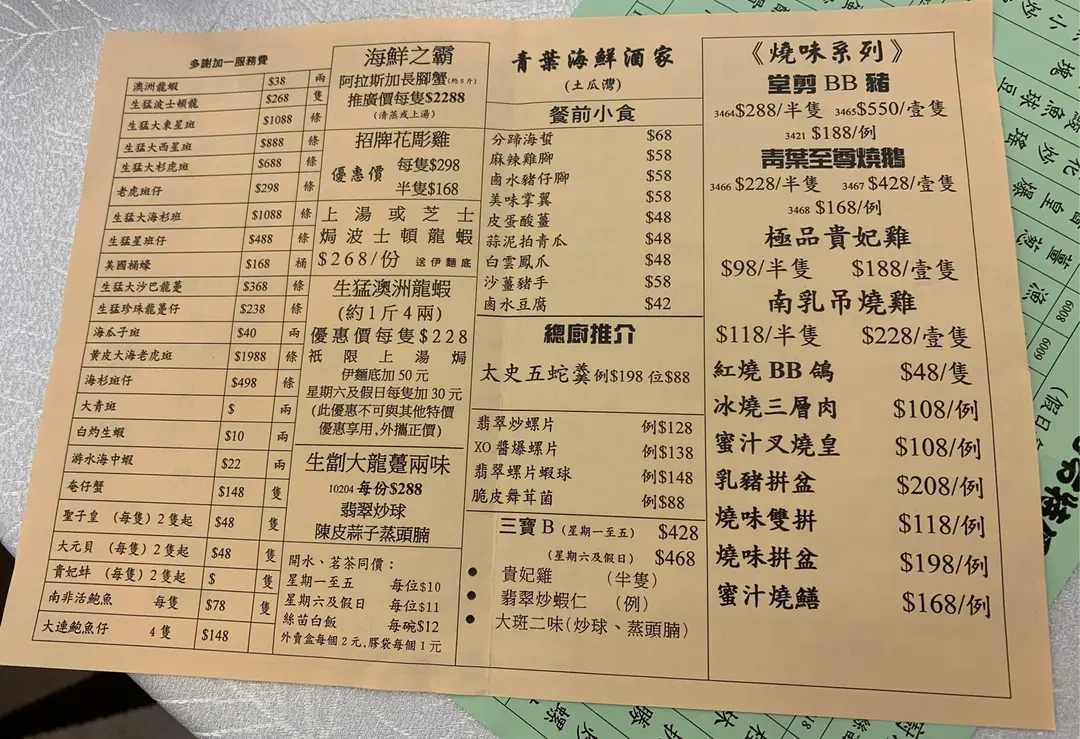 多謝加一服務費
澳洲龍蝦 $38 両
生猛波士頓龍 $268 隻
生猛大東星斑 $1088 條
生猛大西星斑 $888 條
生猛大杉虎斑 $688 條
老虎斑仔 $298 條
生猛大海杉班 $1088 條
生猛星班仔 $488 條
美國桶蠔 $168 桶
生猛大沙巴龍躉 $368 條
生猛珍珠龍躉仔 $238 條
海瓜子斑 $40 兩
黃皮大海老虎斑 $1988 條
海杉斑仔 $498 條
大青斑 $ 兩
白灼生蝦 $10 兩
游水海中蝦 $22 兩
奄仔蟹 $148 隻
聖子皇 (每隻) 2隻起 $48 隻
大元貝 (每隻) 2隻起 $48 隻
貴妃蚌 (每隻) 2隻起 $ 隻
南非活鮑魚 每隻 $78 隻
大連鮑魚仔 4隻 $148
海鮮之霸
阿拉斯加長腳蟹(約5斤)
推廣價每隻$2288
(清蒸或上湯)
招牌花彫雞
優惠價 每隻$298
半隻$168
上湯或芝士
焗波士頓龍蝦
$268/份 送伊麵底
生猛澳洲龍蝦
(約1斤4兩)
優惠價每隻$228
祇限上湯焗
伊麵底加50元
星期六及假日每隻加30元
(此優惠不可與其他特價
優惠享用,外攜正價)
生劏大龍躉兩味
10204 每份$288
翡翠炒球
陳皮蒜子蒸頭腩
開水、茗茶同價：
星期一至五 每位$10
星期六及假日 每位$11
絲苗白飯 每碗$12
外賣盒每個2元,膠袋每個1元
青葉海鮮酒家
(土瓜灣)
餐前小食
分蹄海蜇 $68
麻辣雞腳 $58
鹵水豬仔腳 $58
美味掌翼 $58
皮蛋酸薑 $48
蒜泥拍青瓜 $48
白雲鳳爪 $48
沙薑豬手 $58
鹵水豆腐 $42
總廚推介
太史五蛇羹 例$198 位$88
翡翠炒螺片 例$128
XO醬爆螺片 例$138
翡翠螺片蝦球 例$148
脆皮舞茸菌 例$88
三寶B (星期一至五) $428
(星期六及假日) $468
● 貴妃雞 (半隻)
● 翡翠炒蝦仁 (例)
● 大斑二味(炒球、蒸頭腩)
《燒味系列》
堂剪BB豬
3464$288/半隻 3465$550/壹隻
3421 $188/例
青葉至尊燒鵝
3466 $228/半隻 3467 $428/壹隻
3468 $168/例
極品貴妃雞
$98/半隻 $188/壹隻
南乳吊燒雞
$118/半隻 $228/壹隻
紅燒BB鴿 $48/隻
冰燒三層肉 $108/例
蜜汁叉燒皇 $108/例
乳豬拼盆 $208/例
燒味雙拼 $118/例
燒味拼盆 $198/例
蜜汁燒鱔 $168/例
6008
6009
(假日